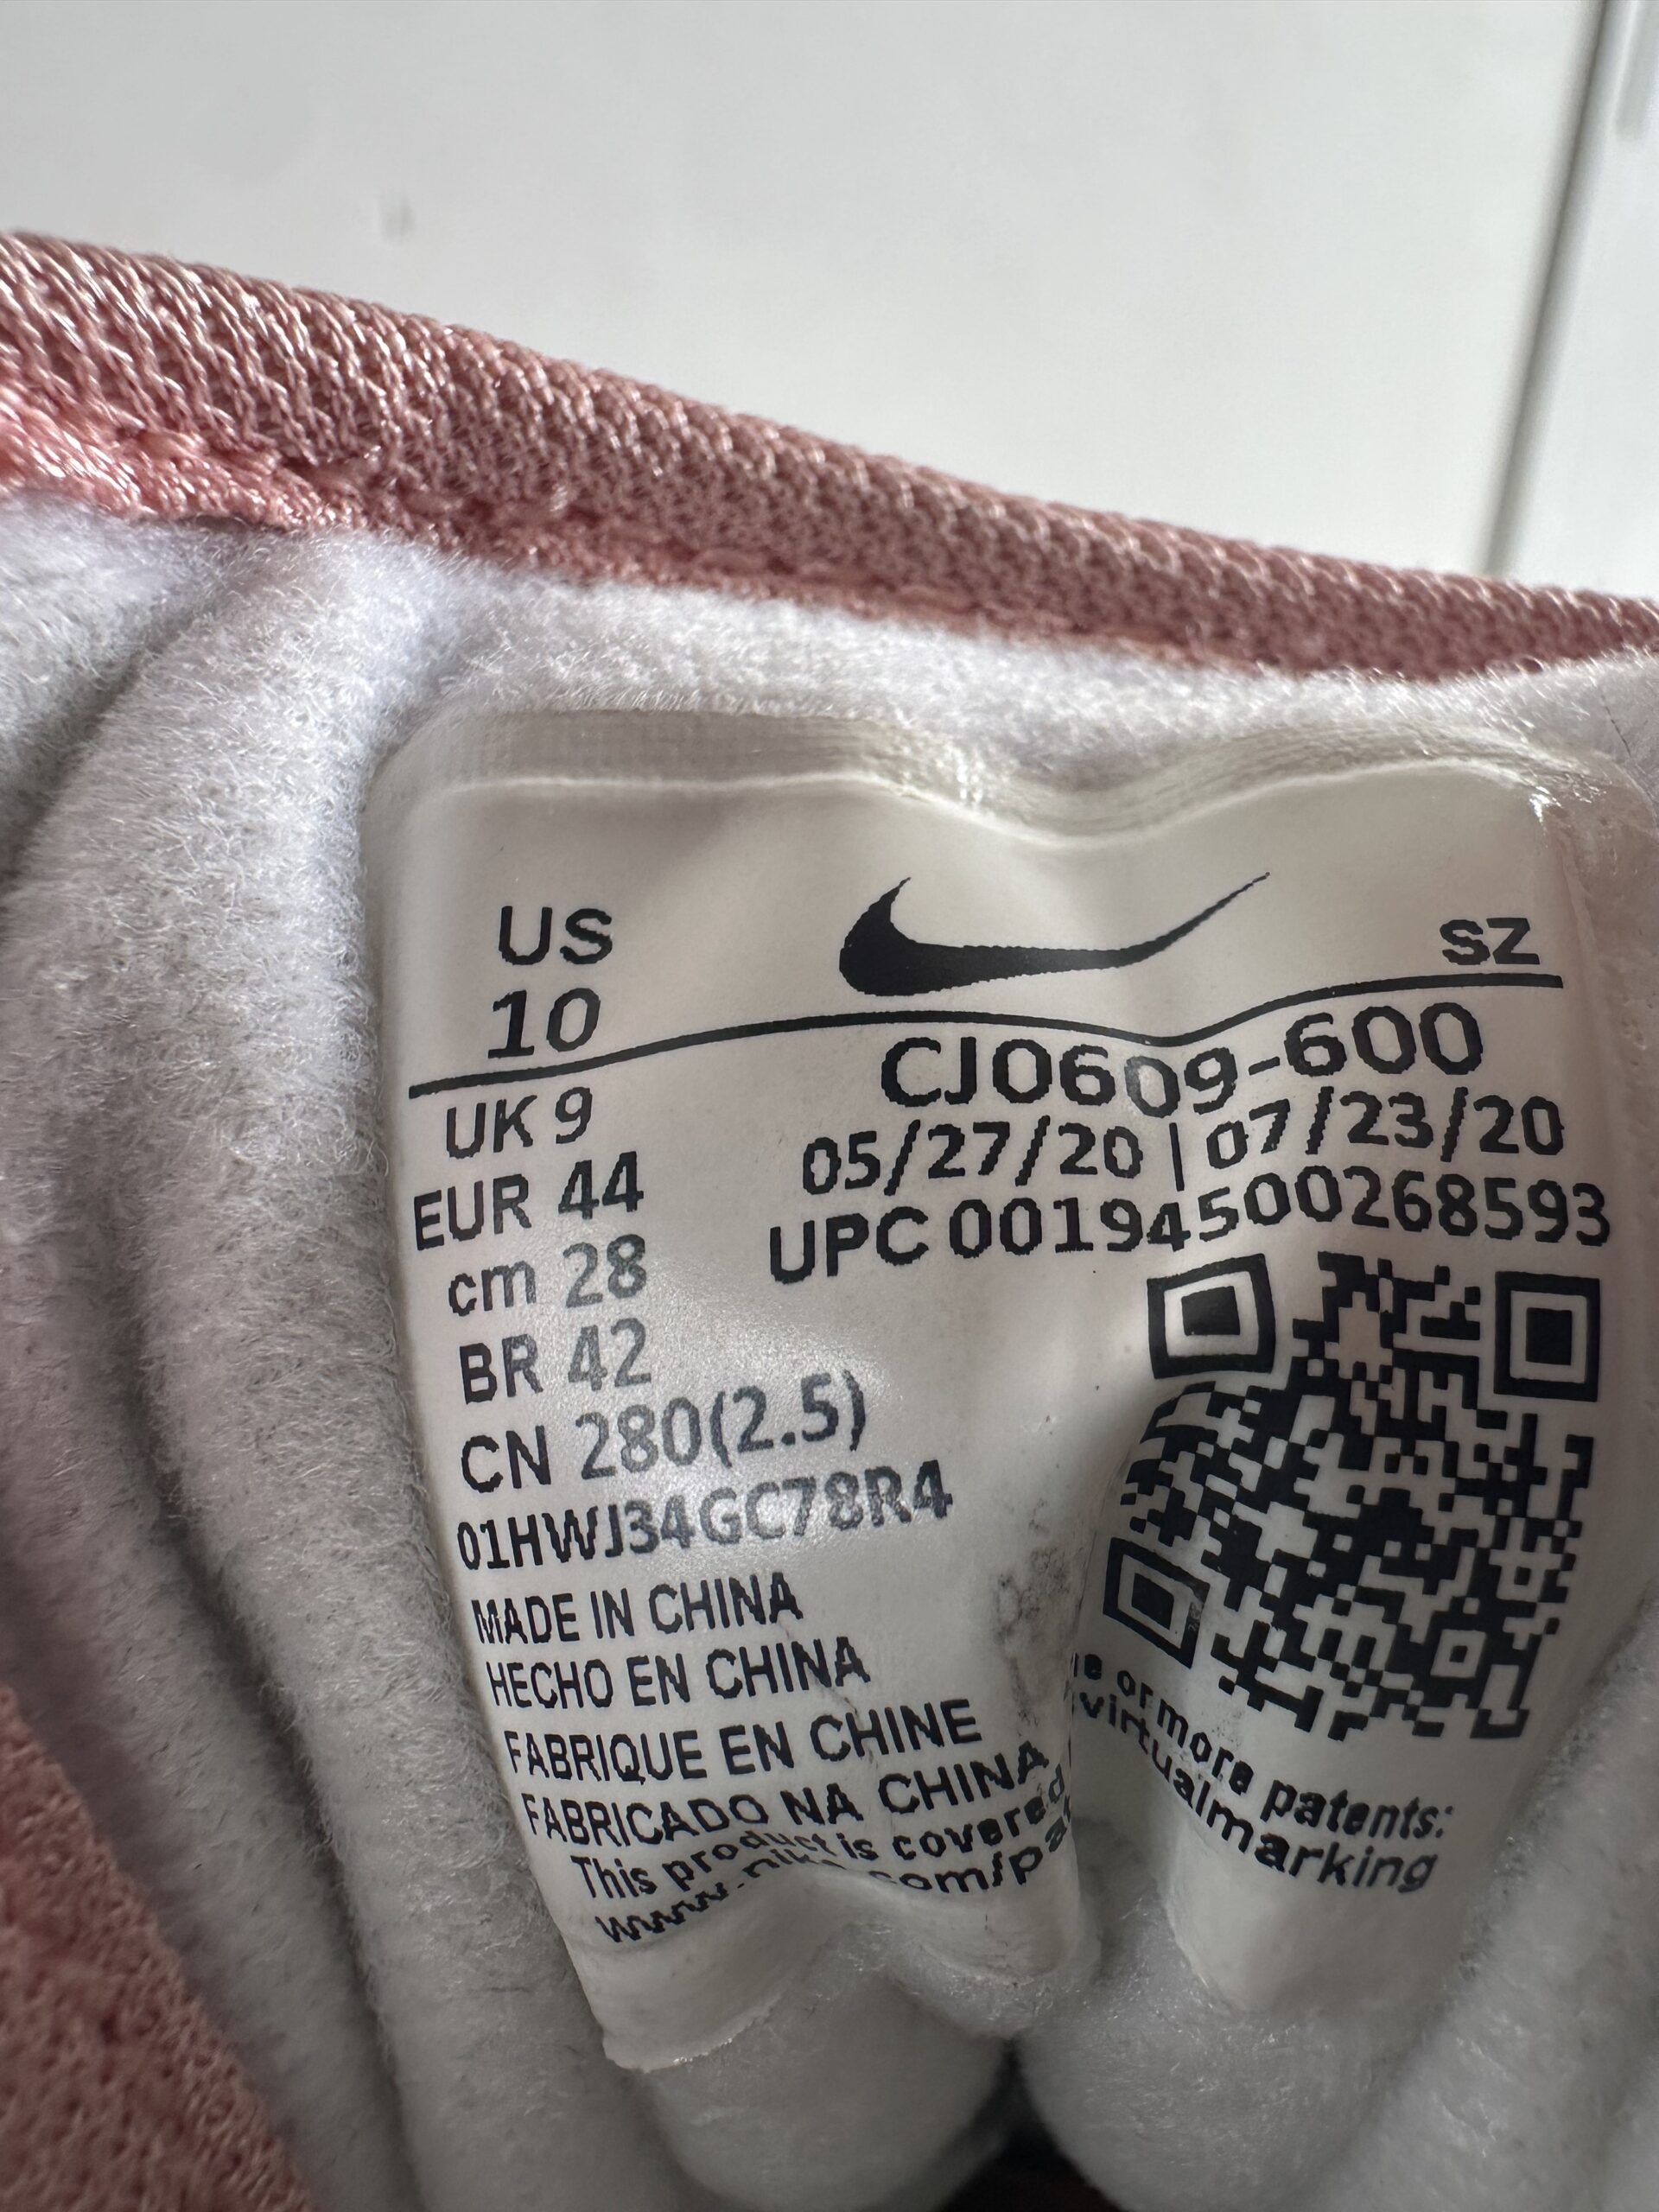 US
10
SZ
UK 9
EUR 44
cm 28
BR 42
CN 280(2.5)
01HWJ34GC78R4
CJ0609-600
05/27/20 | 07/23/20
UPC 00194500268593
MADE IN CHINA
HECHO EN CHINA
FABRIQUE EN CHINE
FABRICADO NA CHINA
This product is covered or more patents: